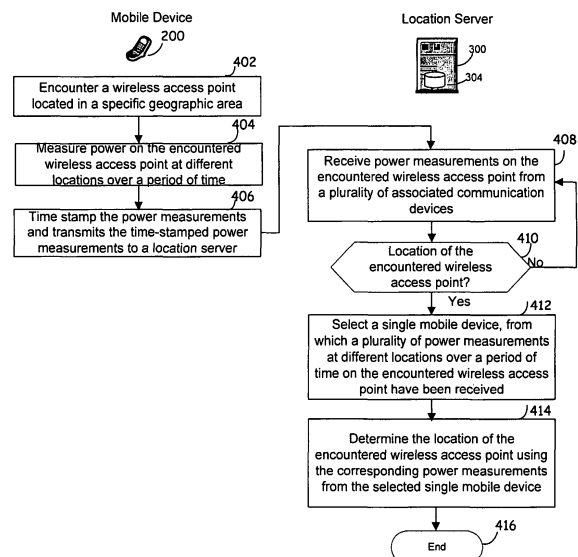 Mobile Device
200
402
Encounter a wireless access point
located in a specific geographic area
404
Measure power on the encountered
wireless access point at different
locations over a period of time
406
Time stamp the power measurements
and transmits the time-stamped power
measurements to a location server
Location Server
300
304
408
Receive power measurements on the
encountered wireless access point from
a plurality of associated communication
devices
410
Location of the
encountered wireless
access point?
No
Yes
412
Select a single mobile device, from
which a plurality of power measurements
at different locations over a period of
time on the encountered wireless access
point have been received
414
Determine the location of the
encountered wireless access point using
the corresponding power measurements
from the selected single mobile device
416
End